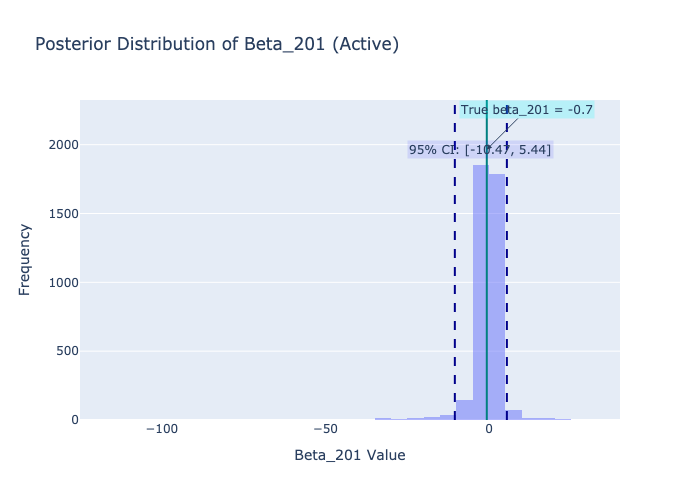 Posterior Distribution of Beta_201 (Active)
True beta_201 = -0.7
95% CI: [-10.47, 5.44]
2000
1500
1000
500
0
Frequency
−100
−50
0
Beta_201 Value